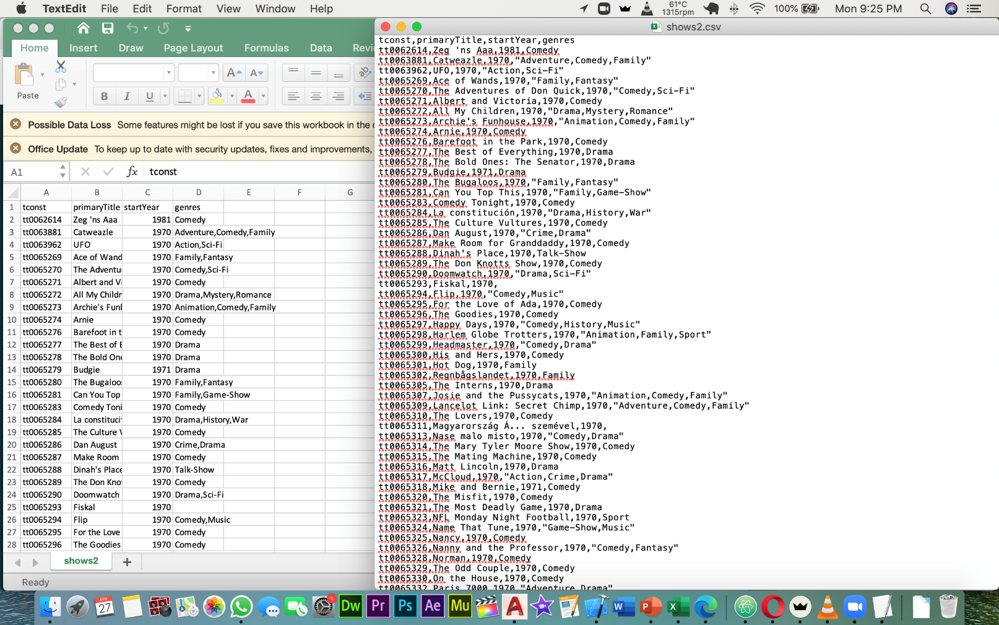 TextEdit File Edit Format View Window Help 61°C 1315rpm 100% Mon 9:25 PM
Home Insert Draw Page Layout Formulas Data
Paste
A A
B I U A
Possible Data Loss Some features might be lost if you save this workbook in the
Office Update To keep up to date with security updates, fixes and improvements,
A1 fx tconst
A B C D E F G
1 tconst primaryTitle startYear genres
2 tt0062614 Zeg 'ns Aaa 1981 Comedy
3 tt0063881 Catweazle 1970 Adventure,Comedy,Family
4 tt0063962 UFO 1970 Action,Sci-Fi
5 tt0065269 Ace of Wand 1970 Family,Fantasy
6 tt0065270 The Adventu 1970 Comedy,Sci-Fi
7 tt0065271 Albert and Vi 1970 Comedy
8 tt0065272 All My Childr 1970 Drama,Mystery,Romance
9 tt0065273 Archie's Funl 1970 Animation,Comedy,Family
10 tt0065274 Arnie 1970 Comedy
11 tt0065276 Barefoot in t 1970 Comedy
12 tt0065277 The Best of E 1970 Drama
13 tt0065278 The Bold One 1970 Drama
14 tt0065279 Budgie 1971 Drama
15 tt0065280 The Bugaloo 1970 Family,Fantasy
16 tt0065281 Can You Top 1970 Family,Game-Show
17 tt0065283 Comedy Toni 1970 Comedy
18 tt0065284 La constituci 1970 Drama,History,War
19 tt0065285 The Culture V 1970 Comedy
20 tt0065286 Dan August 1970 Crime,Drama
21 tt0065287 Make Room 1970 Comedy
22 tt0065288 Dinah's Place 1970 Talk-Show
23 tt0065289 The Don Kno 1970 Comedy
24 tt0065290 Doomwatch 1970 Drama,Sci-Fi
25 tt0065293 Fiskal 1970
26 tt0065294 Flip 1970 Comedy,Music
27 tt0065295 For the Love 1970 Comedy
28 tt0065296 The Goodies 1970 Comedy
shows2 +
Ready
shows2.csv
tconst,primaryTitle,startYear,genres
tt0062614,Zeg 'ns Aaa,1981,Comedy
tt0063881,Catweazle,1970,"Adventure,Comedy,Family"
tt0063962,UFO,1970,"Action,Sci-Fi"
tt0065269,Ace of Wands,1970,"Family,Fantasy"
tt0065270,The Adventures of Don Quick,1970,"Comedy,Sci-Fi"
tt0065271,Albert and Victoria,1970,Comedy
tt0065272,All My Children,1970,"Drama,Mystery,Romance"
tt0065273,Archie's Funhouse,1970,"Animation,Comedy,Family"
tt0065274,Arnie,1970,Comedy
tt0065276,Barefoot in the Park,1970,Comedy
tt0065277,The Best of Everything,1970,Drama
tt0065278,The Bold Ones: The Senator,1970,Drama
tt0065279,Budgie,1971,Drama
tt0065280,The Bugaloos,1970,"Family,Fantasy"
tt0065281,Can You Top This,1970,"Family,Game-Show"
tt0065283,Comedy Tonight,1970,Comedy
tt0065284,La constitución,1970,"Drama,History,War"
tt0065285,The Culture Vultures,1970,Comedy
tt0065286,Dan August,1970,"Crime,Drama"
tt0065287,Make Room for Granddaddy,1970,Comedy
tt0065288,Dinah's Place,1970,Talk-Show
tt0065289,The Don Knotts Show,1970,Comedy
tt0065290,Doomwatch,1970,"Drama,Sci-Fi"
tt0065293,Fiskal,1970,
tt0065294,Flip,1970,"Comedy,Music"
tt0065295,For the Love of Ada,1970,Comedy
tt0065296,The Goodies,1970,Comedy
tt0065297,Happy Days,1970,"Comedy,History,Music"
tt0065298,Harlem Globe Trotters,1970,"Animation,Family,Sport"
tt0065299,Headmaster,1970,"Comedy,Drama"
tt0065300,His and Hers,1970,Comedy
tt0065301,Hot Dog,1970,Family
tt0065302,Regnbågslandet,1970,Family
tt0065305,The Interns,1970,Drama
tt0065307,Josie and the Pussycats,1970,"Animation,Comedy,Family"
tt0065309,Lancelot Link: Secret Chimp,1970,"Adventure,Comedy,Family"
tt0065310,The Lovers,1970,Comedy
tt0065311,Magyarország Á... szemével,1970,
tt0065313,Nase malo misto,1970,"Comedy,Drama"
tt0065314,The Mary Tyler Moore Show,1970,Comedy
tt0065315,The Mating Machine,1970,Comedy
tt0065316,Matt Lincoln,1970,Drama
tt0065317,McCloud,1970,"Action,Crime,Drama"
tt0065318,Mike and Bernie,1971,Comedy
tt0065320,The Misfit,1970,Comedy
tt0065321,The Most Deadly Game,1970,Drama
tt0065323,NFL Monday Night Football,1970,Sport
tt0065324,Name That Tune,1970,"Game-Show,Music"
tt0065325,Nancy,1970,Comedy
tt0065326,Nanny and the Professor,1970,"Comedy,Fantasy"
tt0065328,Norman,1970,Comedy
tt0065329,The Odd Couple,1970,Comedy
tt0065330,On the House,1970,Comedy
tt0065332,Paris 7000,1970,"Adventure,Drama"
APR 27 1 Dw Pr Ps Ae Mu W P X